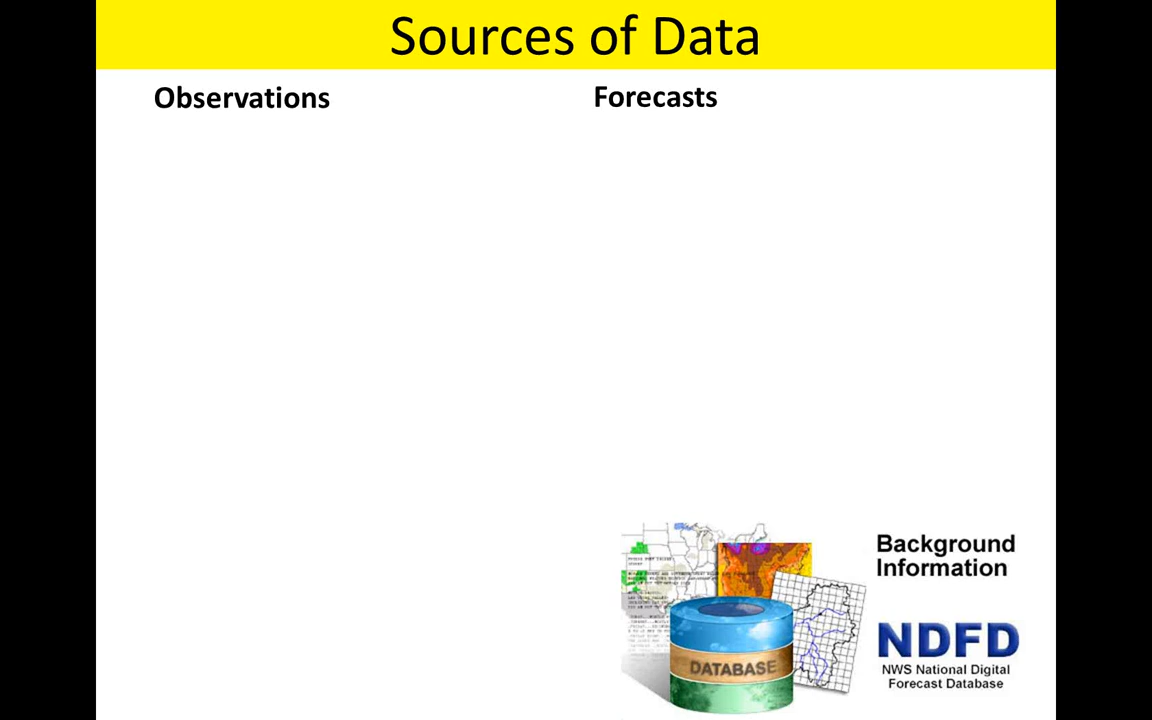 Sources of Data
Observations
Forecasts
Background
Information
DATABASE
NDFD
NWS National Digital
Forecast Database